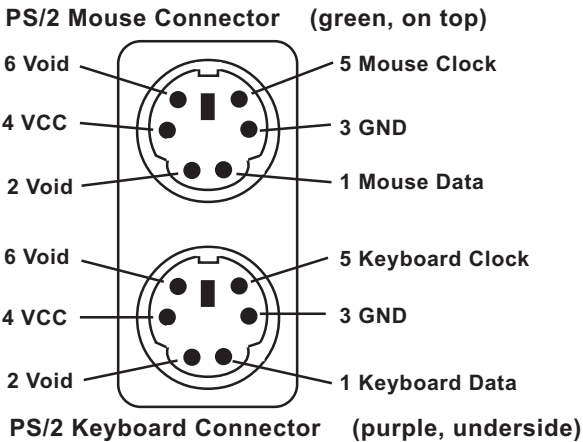 PS/2 Mouse Connector (green, on top)
6 Void
5 Mouse Clock
4 VCC
3 GND
2 Void
1 Mouse Data
6 Void
5 Keyboard Clock
4 VCC
3 GND
2 Void
1 Keyboard Data
PS/2 Keyboard Connector (purple, underside)